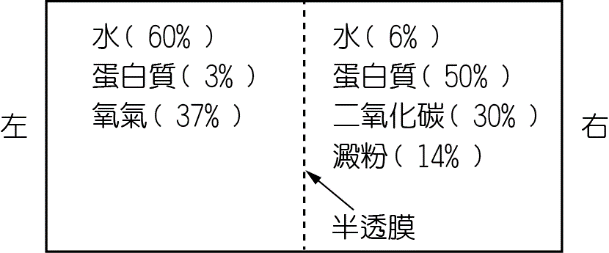 水( 60% )
蛋白質( 3% )
氧氣( 37% )
水( 6% )
蛋白質( 50% )
二氧化碳( 30% )
澱粉( 14% )
左
右
半透膜